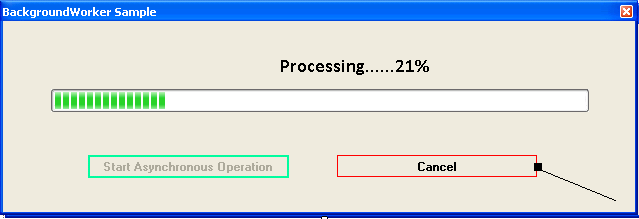 BackgroundWorker Sample
Processing......21%
Start Asynchronous Operation
Cancel